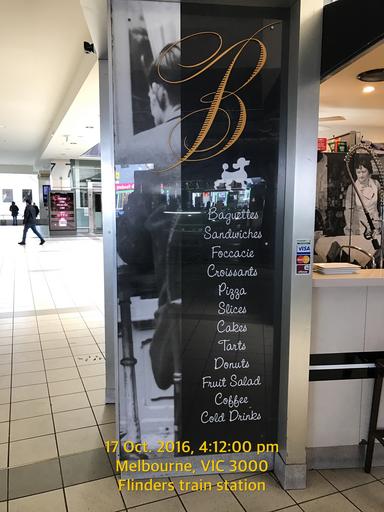 B
Baguettes
Sandwiches
Foccacie
Croissants
Pizza
Slices
Cakes
Tarts
Donuts
Fruit Salad
Coffee
Cold Drinks
VISA
17 Oct. 2016, 4:12:00 pm
Melbourne, VIC 3000
Flinders train station